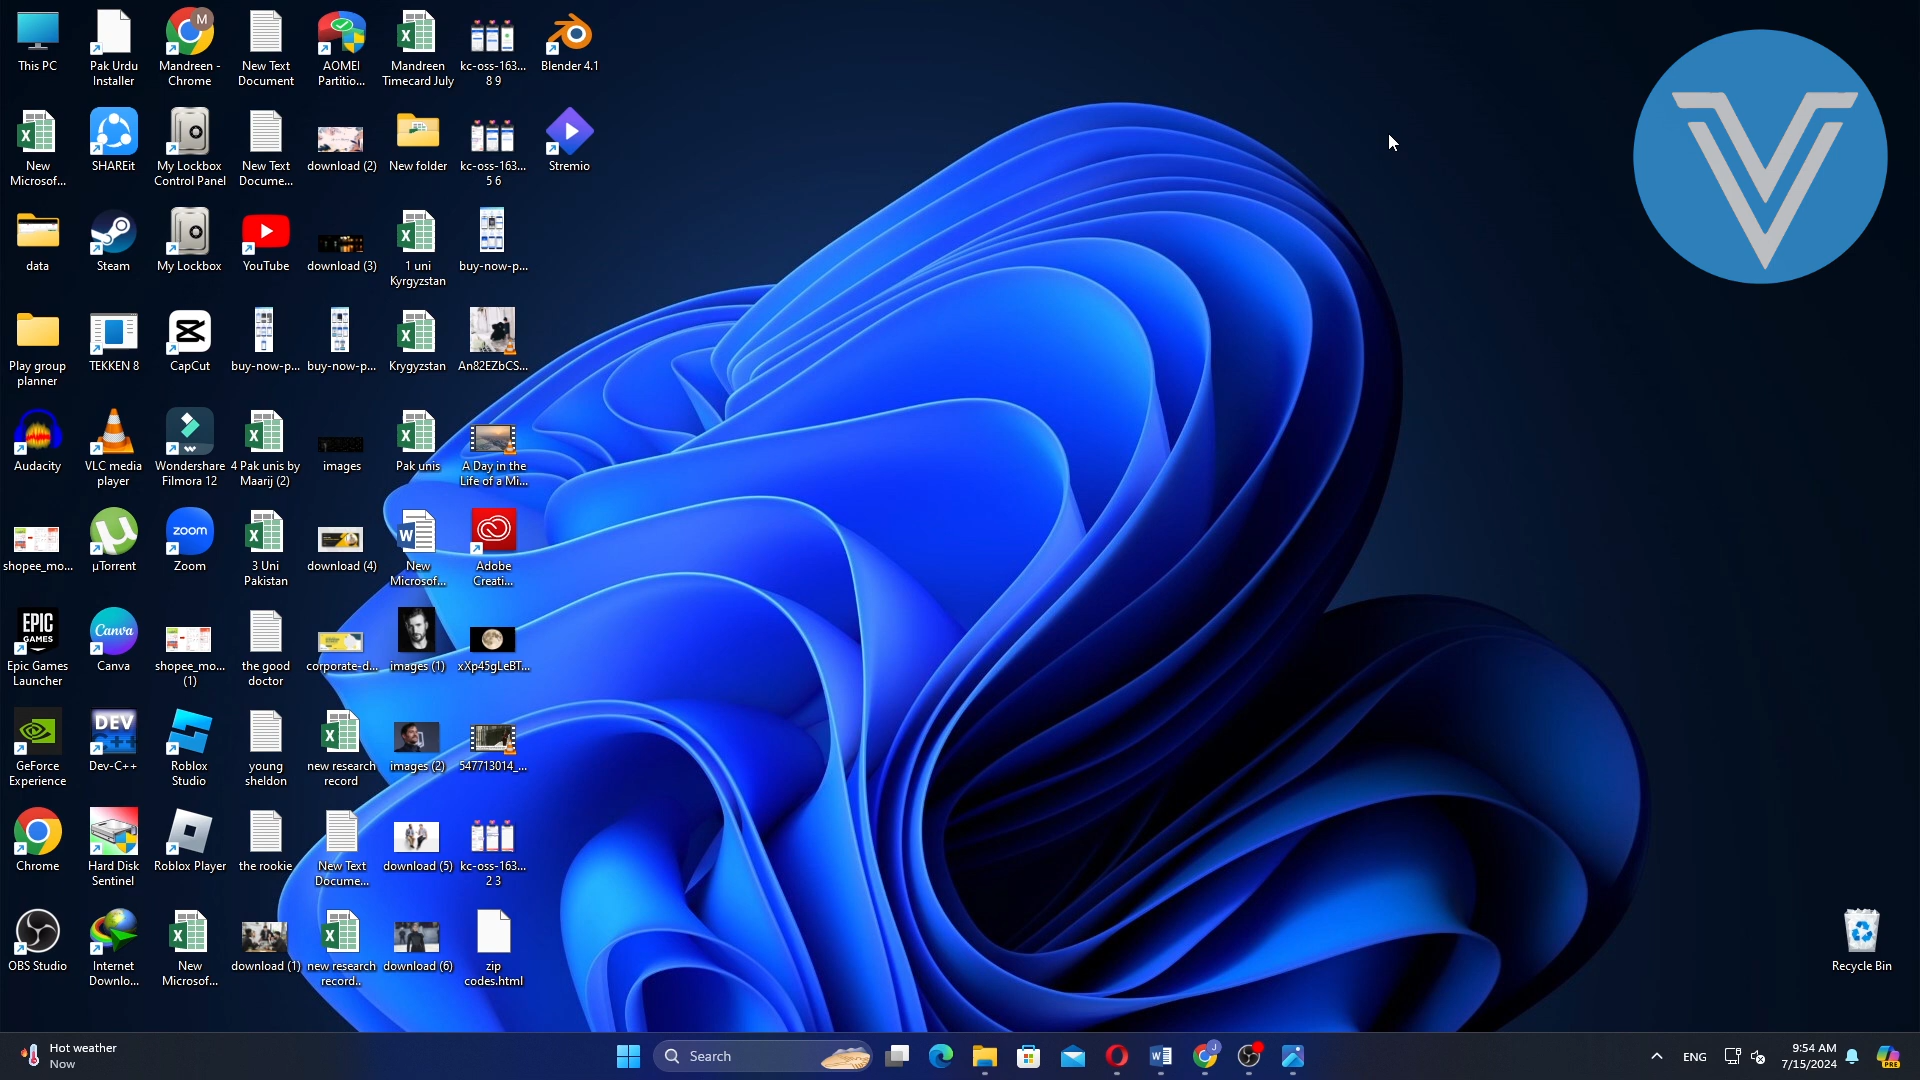 This PC
Pak Urdu
Installer
M
Mandreen -
Chrome
New Text
Document
AOMEI
Partitio...
Mandreen
Timecard July
kc-oss-163...
8 9
Blender 4.1
New
Microsof...
SHAREit
My Lockbox
Control Panel
New Text
Docume...
download (2)
New folder
kc-oss-163...
5 6
Stremio
data
Steam
My Lockbox
YouTube
download (3)
1 uni
Kyrgyzstan
buy-now-p...
Play group
planner
TEKKEN 8
CapCut
buy-now-p...
buy-now-p...
Krygyzstan
An82EZbCS...
Audacity
VLC media
player
Wondershare
Filmora 12
4 Pak unis by
Maarij (2)
images
Pak unis
A Day in the
Life of a Mi...
shopee_mo...
µTorrent
zoom
Zoom
3 Uni
Pakistan
download (4)
New
Microsof...
Adobe
Creati...
EPIC
GAMES
Epic Games
Launcher
Canva
Canva
shopee_mo...
(1)
the good
doctor
corporate-d...
images (1)
xXp45gLeBT...
GeForce
Experience
DEV
C++
Dev-C++
Roblox
Studio
young
sheldon
new research
record
images (2)
547713014_...
Chrome
Hard Disk
Sentinel
Roblox Player
the rookie
New Text
Docume...
download (5)
kc-oss-163...
2 3
OBS Studio
Internet
Downlo...
New
Microsof...
download (1)
new research
record..
download (6)
zip
codes.html
Recycle Bin
Hot weather
Now
Search
J
ENG
9:54 AM
7/15/2024
PRE